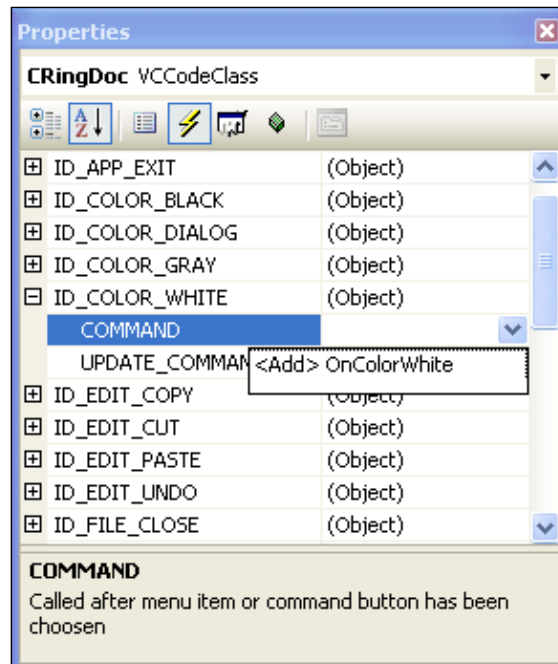 Properties
CRingDoc VCCodeClass
ID_APP_EXIT (Object)
ID_COLOR_BLACK (Object)
ID_COLOR_DIALOG (Object)
ID_COLOR_GRAY (Object)
ID_COLOR_WHITE (Object)
COMMAND
UPDATE_COMMAN <Add> OnColorWhite
ID_EDIT_COPY (Object)
ID_EDIT_CUT (Object)
ID_EDIT_PASTE (Object)
ID_EDIT_UNDO (Object)
ID_FILE_CLOSE (Object)
COMMAND
Called after menu item or command button has been
choosen